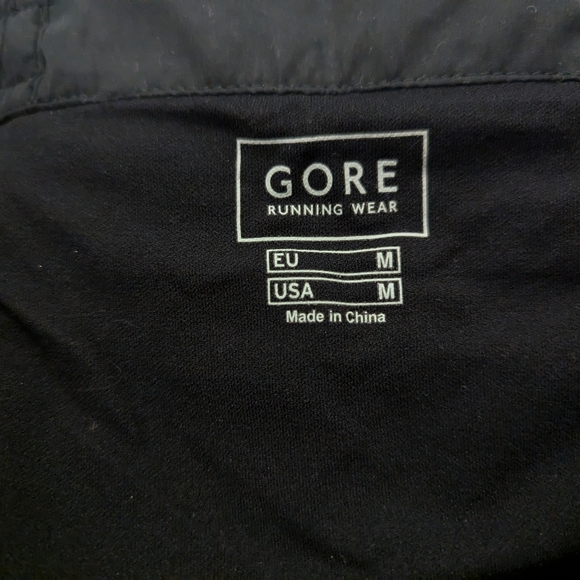 GORE
RUNNING WEAR
EU M
USA M
Made in China